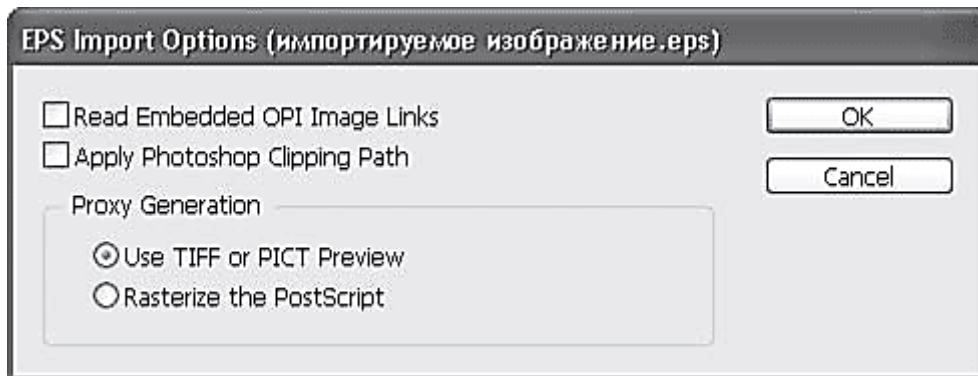 EPS Import Options (импортируемое изображение.eps)
Read Embedded OPI Image Links
Apply Photoshop Clipping Path
Proxy Generation
Use TIFF or PICT Preview
Rasterize the PostScript
OK
Cancel